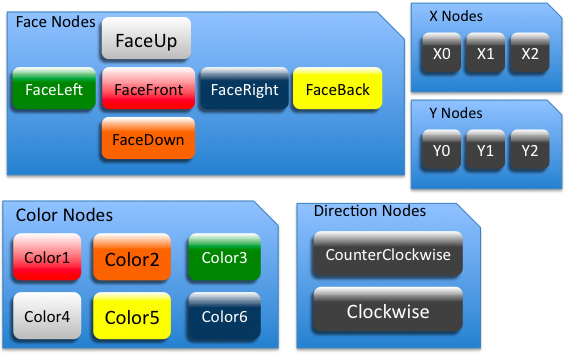 Face Nodes
FaceUp
FaceLeft FaceFront FaceRight FaceBack
FaceDown
X Nodes
X0 X1 X2
Y Nodes
Y0 Y1 Y2
Color Nodes
Color1 Color2 Color3
Color4 Color5 Color6
Direction Nodes
CounterClockwise
Clockwise